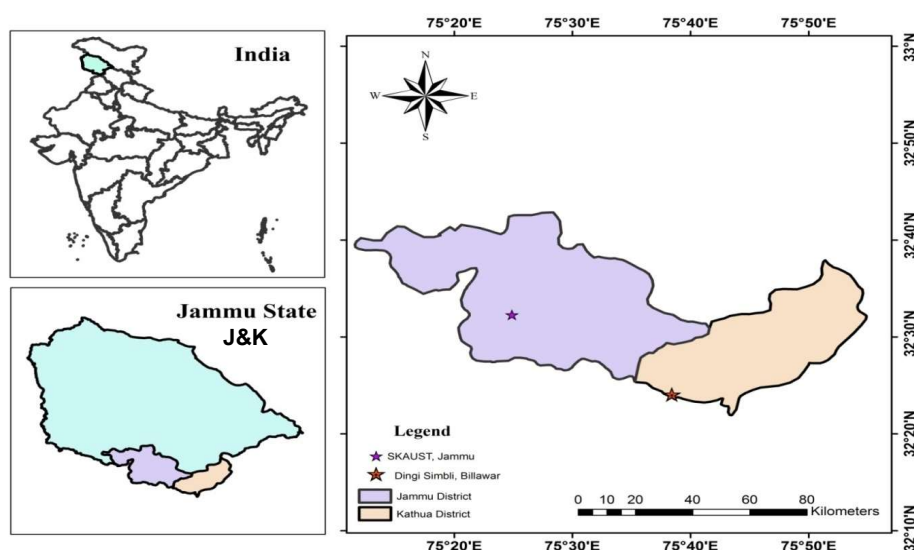 India
Jammu State
J&K
75°20'E 75°30'E 75°40'E 75°50'E
N
W E
S
33°N
32°50'N
32°40'N
32°30'N
32°20'N
32°10'N
Legend
SKAUST, Jammu
Dingi Simbli, Billawar
Jammu District
Kathua District
0 10 20 40 60 80
Kilometers
75°20'E 75°30'E 75°40'E 75°50'E